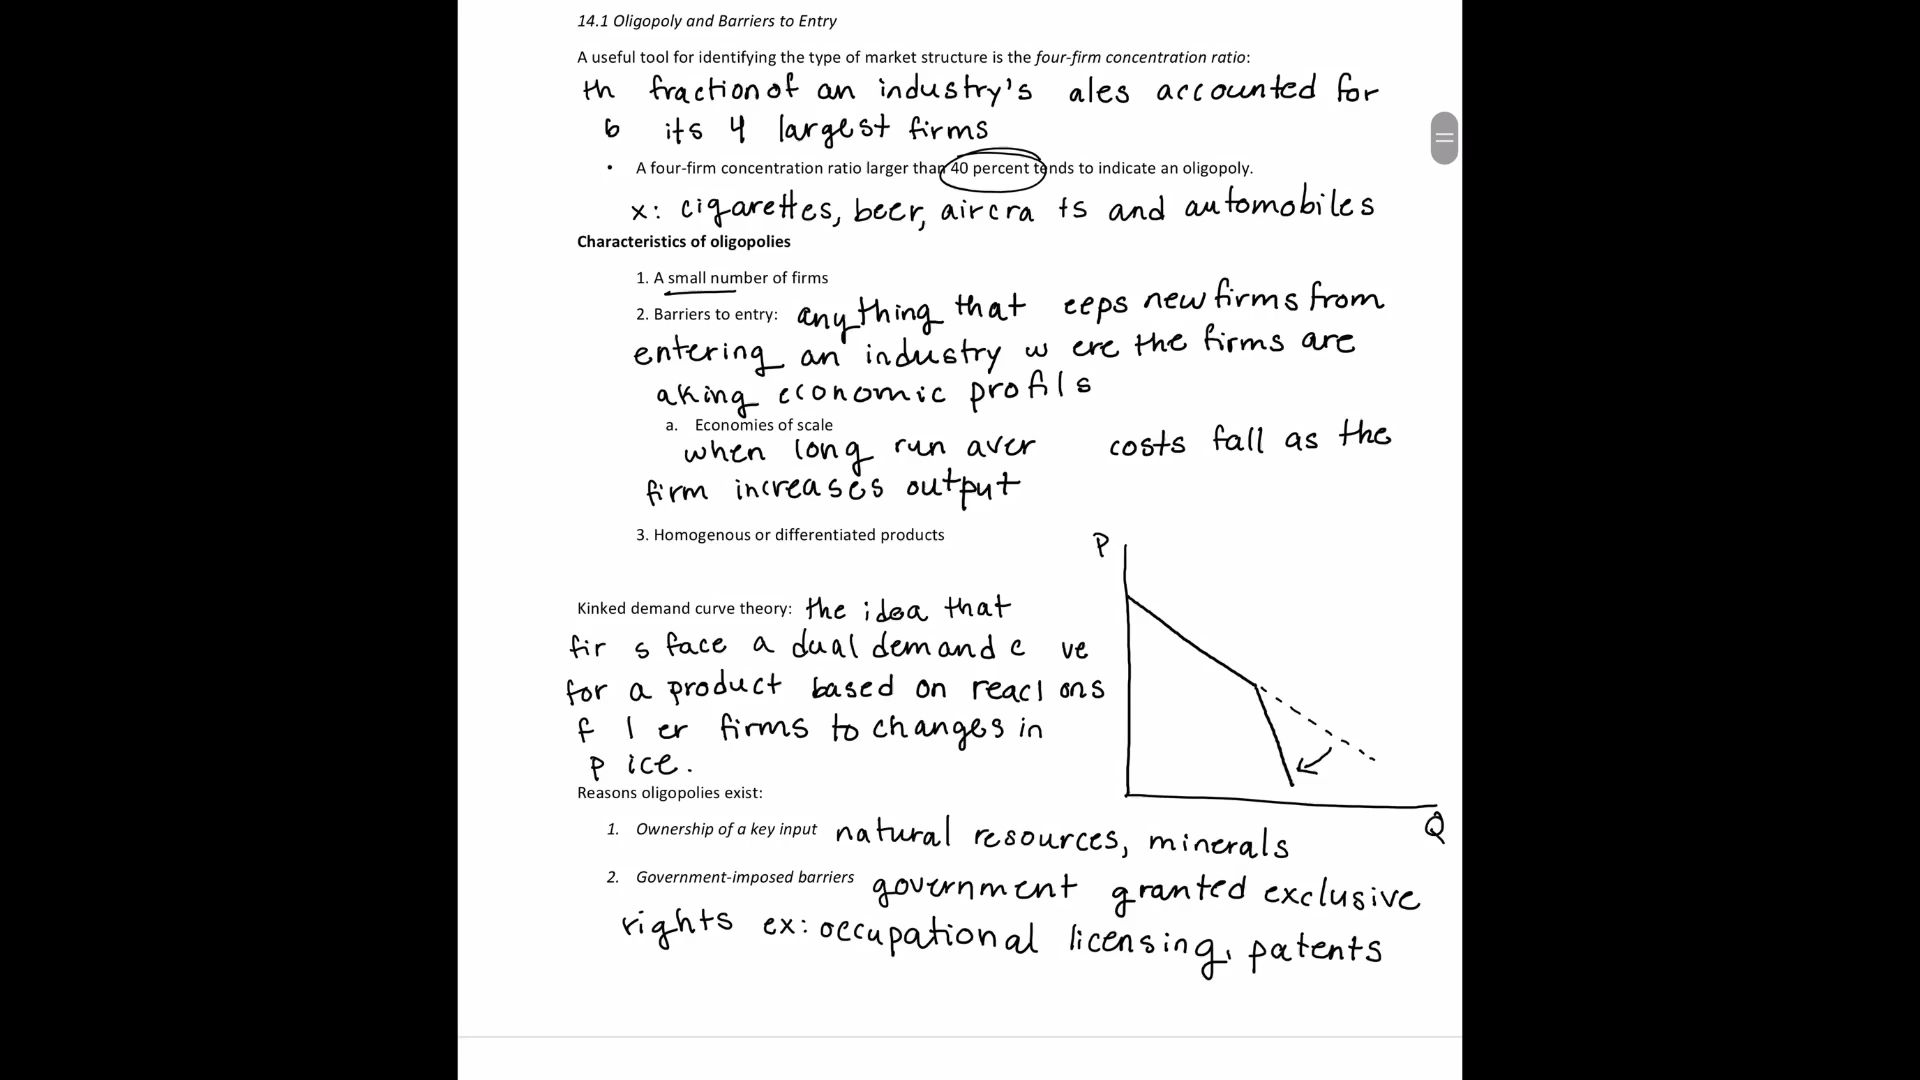 14.1 Oligopoly and Barriers to Entry
A useful tool for identifying the type of market structure is the four-firm concentration ratio:
th fraction of an industry's ales accounted for
b its 4 largest firms
• A four-firm concentration ratio larger than 40 percent tends to indicate an oligopoly.
x: cigarettes, beer, aircra ts and automobiles
Characteristics of oligopolies
1. A small number of firms
2. Barriers to entry: anything that eeps new firms from
entering an industry w ere the firms are
aking economic profits
a. Economies of scale
when long run aver costs fall as the
firm increases output
3. Homogenous or differentiated products
P
Kinked demand curve theory: the idea that
fir s face a dual demand c ve
for a product based on react ons
f t er firms to changes in
p ice.
Reasons oligopolies exist:
1. Ownership of a key input natural resources, minerals
Q
2. Government-imposed barriers government granted exclusive
rights ex: occupational licensing, patents